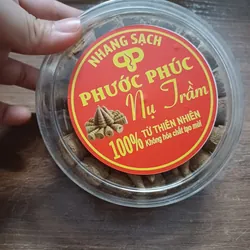 NHANG SẠCH
PHƯỚC PHÚC
Nụ Trầm
100% TỪ THIÊN NHIÊN
Không hóa chất tạo mùi